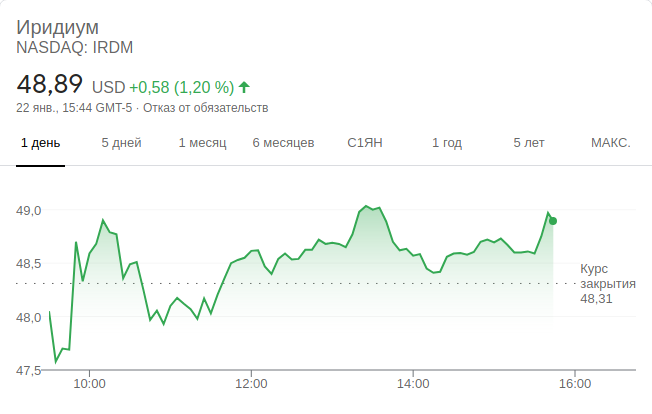 Иридиум
NASDAQ: IRDM
48,89 USD +0,58 (1,20 %)
22 янв., 15:44 GMT-5 · Отказ от обязательств
1 день 5 дней 1 месяц 6 месяцев С1ЯН 1 год 5 лет МАКС.
49,0
48,5
48,0
47,5
Курс
закрытия
48,31
10:00 12:00 14:00 16:00